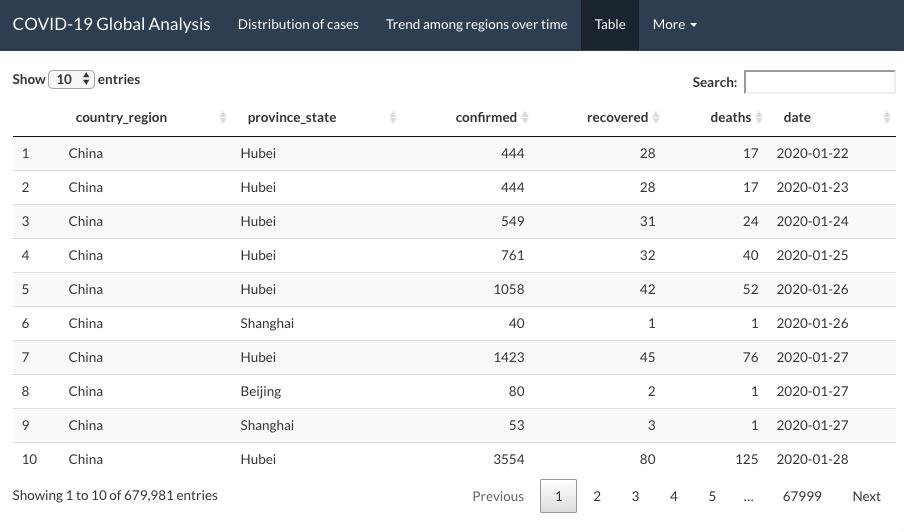 COVID-19 Global Analysis Distribution of cases Trend among regions over time Table More
Show 10 entries Search:
country_region province_state confirmed recovered deaths date
1 China Hubei 444 28 17 2020-01-22
2 China Hubei 444 28 17 2020-01-23
3 China Hubei 549 31 24 2020-01-24
4 China Hubei 761 32 40 2020-01-25
5 China Hubei 1058 42 52 2020-01-26
6 China Shanghai 40 1 1 2020-01-26
7 China Hubei 1423 45 76 2020-01-27
8 China Beijing 80 2 1 2020-01-27
9 China Shanghai 53 3 1 2020-01-27
10 China Hubei 3554 80 125 2020-01-28
Showing 1 to 10 of 679,981 entries Previous 1 2 3 4 5 ... 67999 Next